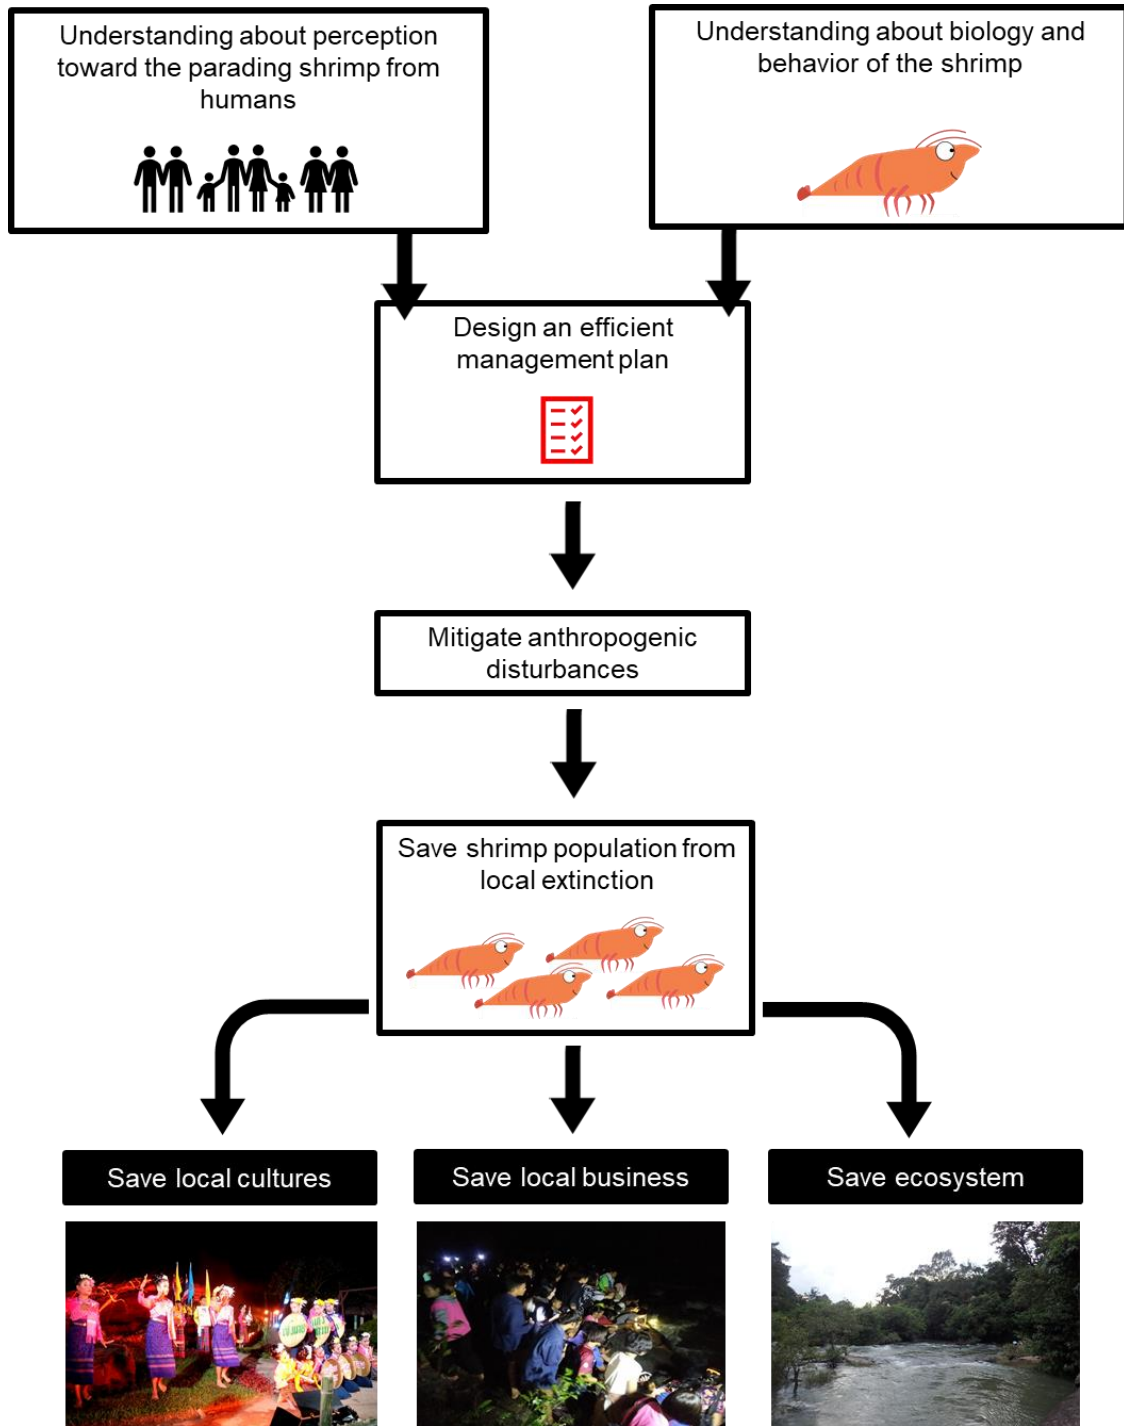 Understanding about perception
toward the parading shrimp from
humans
Understanding about biology and
behavior of the shrimp
Design an efficient
management plan
Mitigate anthropogenic
disturbances
Save shrimp population from
local extinction
Save local cultures
Save local business
Save ecosystem